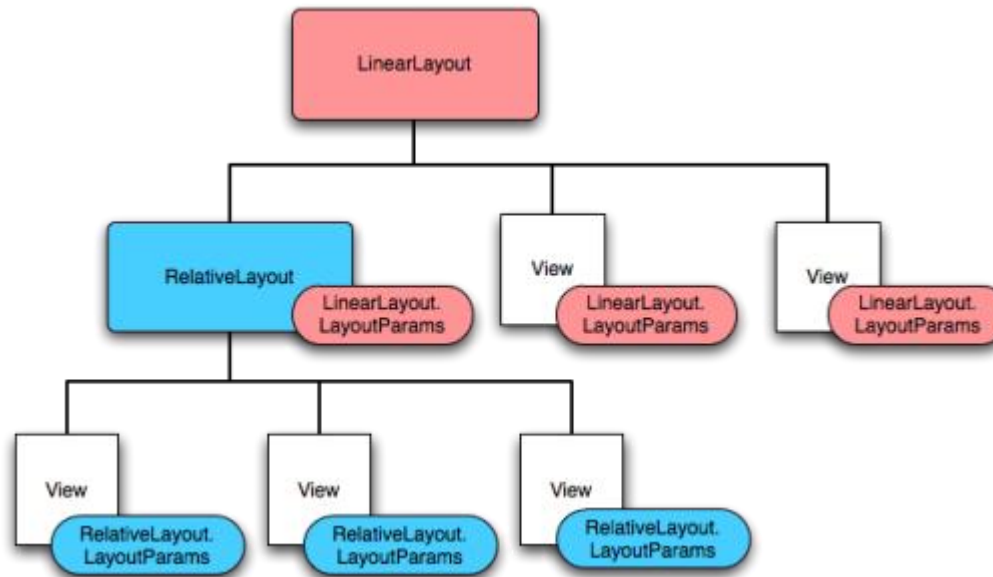 LinearLayout
RelativeLayout
LinearLayout.
LayoutParams
View
LinearLayout.
LayoutParams
View
LinearLayout.
LayoutParams
View
RelativeLayout.
LayoutParams
View
RelativeLayout.
LayoutParams
View
RelativeLayout.
LayoutParams